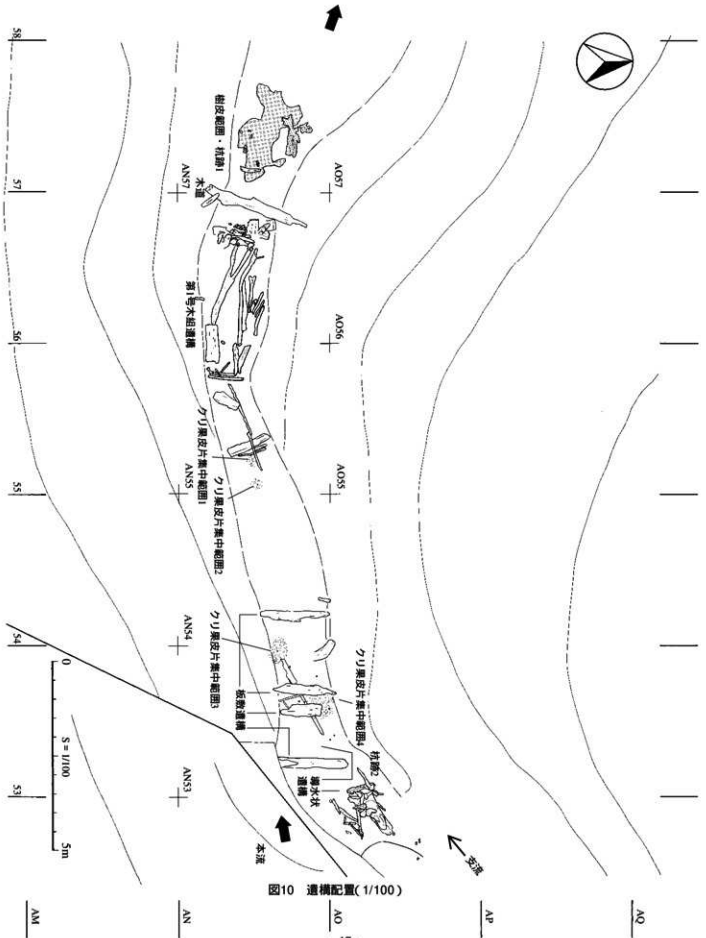 58
57
56
55
54
53
樹皮範囲・杭跡1
AN57
AO57
木道
第1号木組遺構
AO56
クリ果皮片集中範囲1
AN55
クリ果皮片集中範囲2
AO55
AN54
クリ果皮片集中範囲3
クリ果皮片集中範囲4
板敷遺構
杭跡2
導水状
遺構
AN53
支流
本流
0
S = 1/100
5m
図10 遺構配置(1/100)
AM
AN
AO
AP
AQ